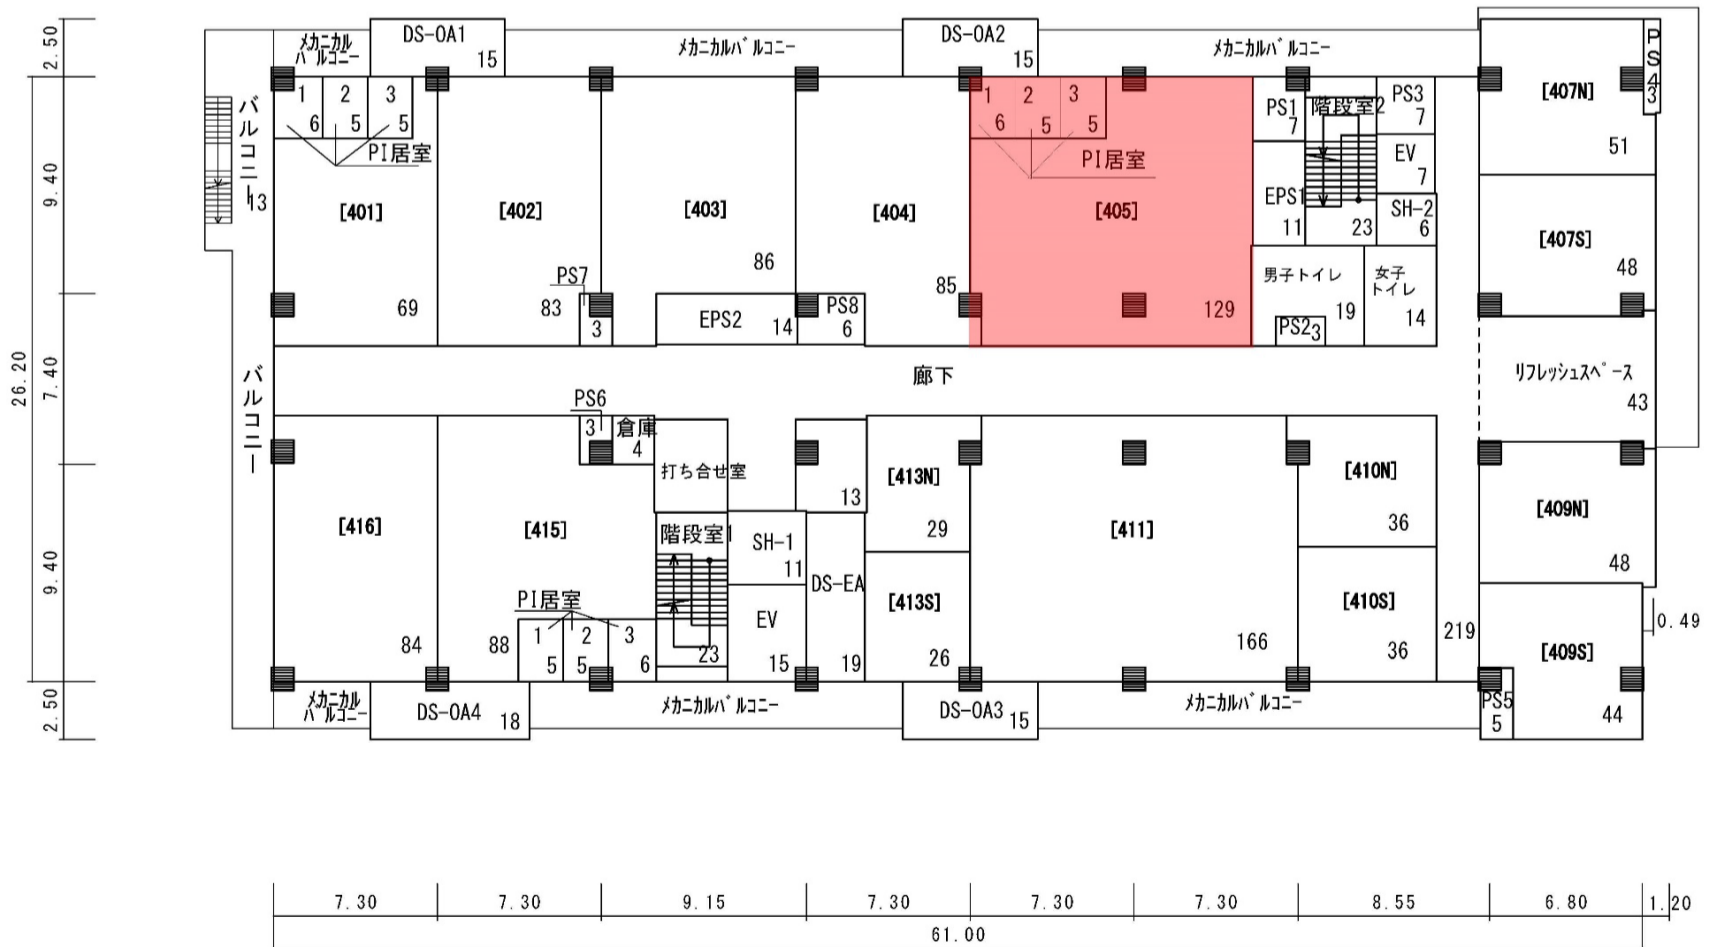 2.50
9.40
7.40
26.20
9.40
2.50
メカニカル
バルコニー
DS-OA1
15
メカニカルバルコニー
DS-OA2
15
メカニカルバルコニー
PS4
3
バルコニー
13
1
6
2
5
3
5
PI居室
[401]
69
[402]
83
PS7
3
[403]
86
EPS2
14
PS8
6
[404]
85
1
6
2
5
3
5
PI居室
[405]
129
PS1
7
階段室2
23
PS3
7
EV
7
EPS1
11
SH-2
6
男子トイレ
19
PS2
3
女子
トイレ
14
[407N]
51
[407S]
48
リフレッシュスペース
43
廊下
219
バルコニー
[416]
84
PS6
3
倉庫
4
[415]
88
PI居室
1
5
2
5
3
6
打ち合せ室
階段室1
23
SH-1
11
EV
15
13
DS-EA
19
[413N]
29
[413S]
26
[411]
166
[410N]
36
[410S]
36
[409N]
48
[409S]
44
PS5
5
0.49
メカニカル
バルコニー
DS-OA4
18
メカニカルバルコニー
DS-OA3
15
メカニカルバルコニー
7.30
7.30
9.15
7.30
7.30
7.30
8.55
6.80
1.20
61.00